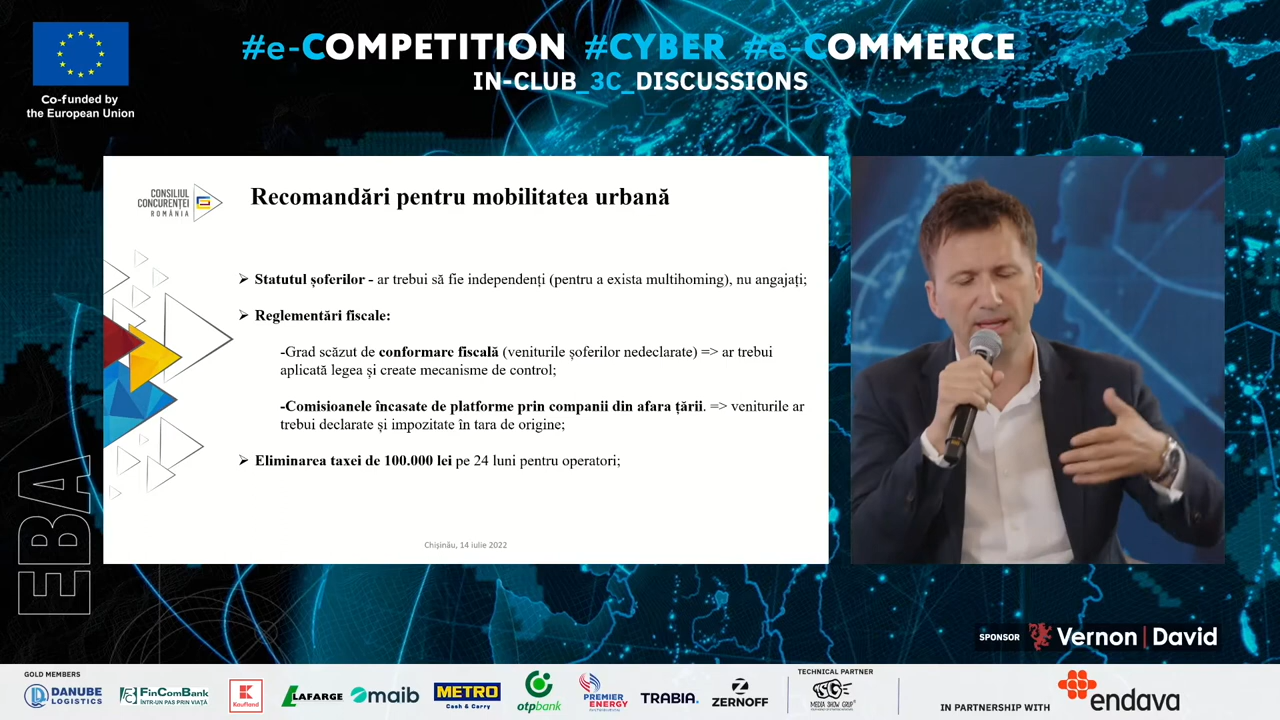 #e-COMPETITION #CYBER #e-COMMERCE
IN-CLUB_3C_DISCUSSIONS
Co-funded by
the European Union
CONSILIUL
CONCURENȚEI
ROMÂNIA
Recomandări pentru mobilitatea urbană
➢ Statutul șoferilor - ar trebui să fie independenți (pentru a exista multihoming), nu angajați;
➢ Reglementări fiscale:
-Grad scăzut de conformare fiscală (veniturile șoferilor nedeclarate) => ar trebui
aplicată legea și create mecanisme de control;
-Comisioanele încasate de platforme prin companii din afara țării. => veniturile ar
trebui declarate și impozitate în tara de origine;
➢ Eliminarea taxei de 100.000 lei pe 24 luni pentru operatori;
Chișinău, 14 iulie 2022
EBA
SPONSOR Vernon | David
GOLD MEMBERS
DANUBE
LOGISTICS
FinComBank
ÎNTR-UN PAS PRIN VIAȚĂ
Kaufland
LAFARGE
maib
METRO
Cash & Carry
otpbank
PREMIER
ENERGY
TRABIA
ZERNOFF
TECHNICAL PARTNER
MEDIA SHOW GRUP
IN PARTNERSHIP WITH endava